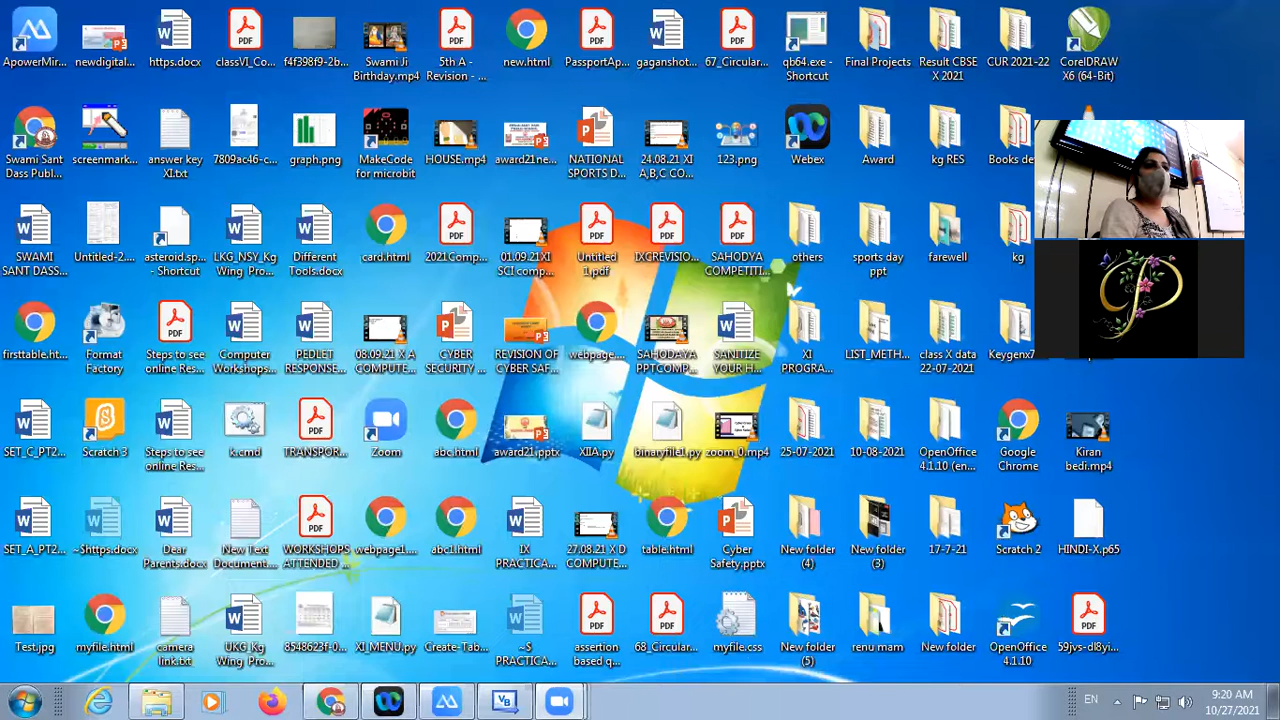 ApowerMir...
newdigital...
https.docx
classVI_Co...
f4f398f9-2b...
Swami Ji
Birthday.mp4
5th A -
Revision - ...
new.html
PassportAp...
gaganshot...
67_Circular...
qb64.exe -
Shortcut
Final Projects
Result CBSE
X 2021
CUR 2021-22
CorelDRAW
X6 (64-Bit)
Swami Sant
Dass Publ...
screenmark...
answer key
XI.txt
7809ac46-c...
graph.png
MakeCode
for microbit
HOUSE.mp4
award21ne...
NATIONAL
SPORTS D...
24.08.21 XI
A,B,C CO...
123.png
Webex
Award
kg RES
Books de
SWAMI
SANT DASS...
Untitled-2...
asteroid.sp...
- Shortcut
LKG_NSY_Kg
Wing_Pro...
Different
Tools.docx
card.html
2021Comp...
01.09.21XI
SCI.comp...
Untitled
1.pdf
IXCREVISIO...
SAHODYA
COMPETITI...
others
sports day
ppt
farewell
kg
firsttable.ht...
Format
Factory
Steps to see
online Res...
Computer
Workshops...
PEDLET
RESPONSE...
08.09.21 X A
COMPUTE...
CYBER
SECURITY ...
REVISION OF
CYBER SAF...
webpage....
SAHODAYA
PPTCOMP...
SANITIZE
YOUR H...
XI
PROGRA...
LIST_METH...
class X data
22-07-2021
Keygenx7
SET_C_PT2...
Scratch 3
Steps to see
online Res...
k.cmd
TRANSPOR...
Zoom
abc.html
award21.pptx
XIIA.py
binaryfile1.py
zoom_0.mp4
25-07-2021
10-08-2021
OpenOffice
4.1.10 (en...
Google
Chrome
Kiran
bedi.mp4
SET_A_PT2...
~$https.docx
Dear
Parents.docx
New Text
Document....
WORKSHOPS
ATTENDED ...
webpage1....
abc1.html
IX
PRACTICA...
27.08.21 X D
COMPUTE...
table.html
Cyber
Safety.pptx
New folder
(4)
New folder
(3)
17-7-21
Scratch 2
HINDI-X.p65
Test.jpg
myfile.html
camera
link.txt
UKG_Kg
Wing_Pro...
8548623f-0...
XI_MENU.py
Create-Tab...
~$
PRACTICA...
assertion
based q...
68_Circular...
myfile.css
New folder
(5)
renu mam
New folder
OpenOffice
4.1.10
59jvs-dl8yi...
EN
9:20 AM
10/27/2021